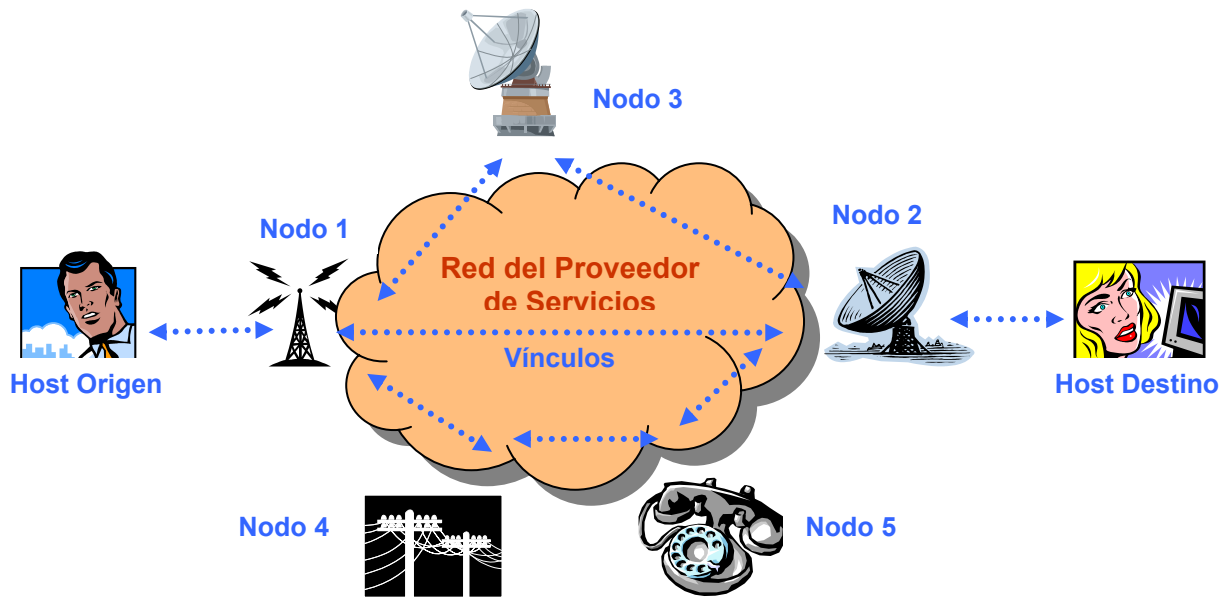 Nodo 3
Nodo 1
Nodo 2
Red del Proveedor
de Servicios
Vínculos
Host Origen
Host Destino
Nodo 4
Nodo 5